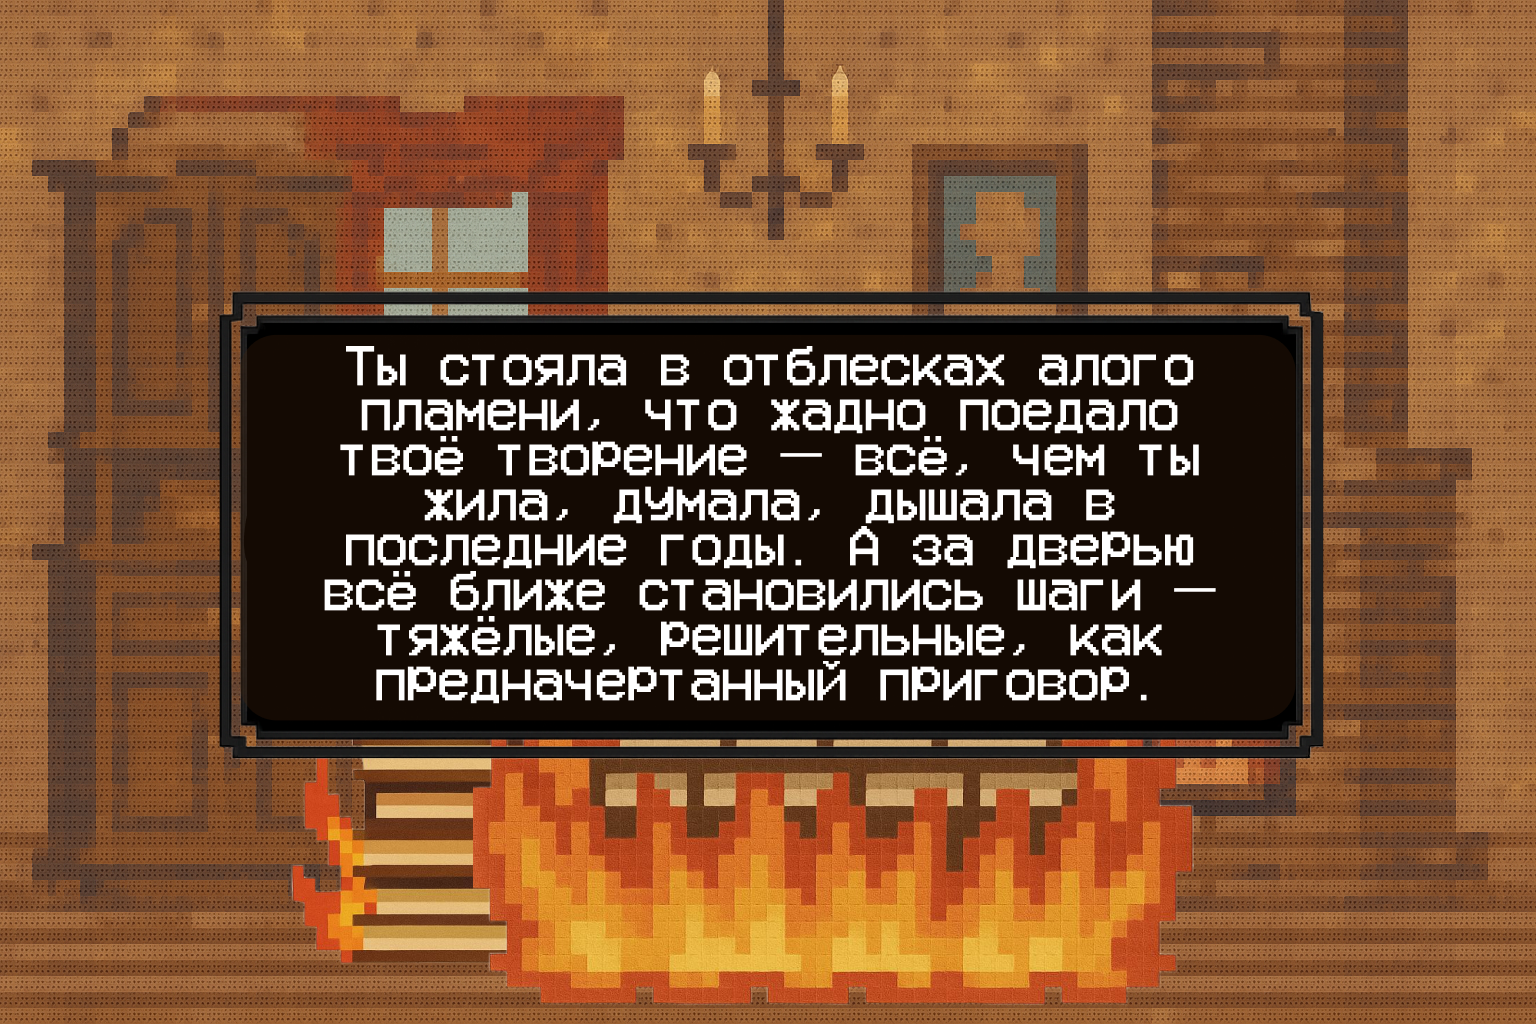 Ты стояла в отблесках алого
пламени, что жадно поедало
твоё творение — всё, чем ты
жила, думала, дышала в
последние годы. А за дверью
всё ближе становились шаги —
тяжёлые, решительные, как
предначертанный приговор.